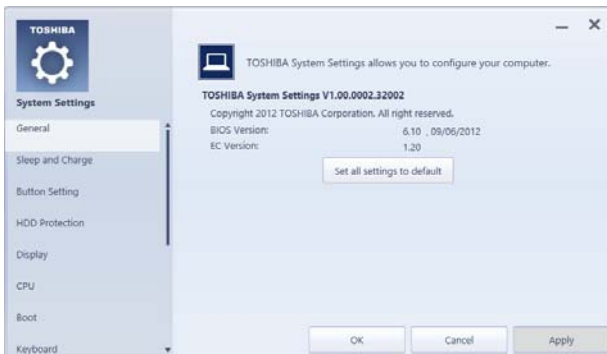 TOSHIBA
System Settings
General
Sleep and Charge
Button Setting
HDD Protection
Display
CPU
Boot
Keyboard
TOSHIBA System Settings allows you to configure your computer.
TOSHIBA System Settings V1.00.0002.32002
Copyright 2012 TOSHIBA Corporation. All right reserved.
BIOS Version: 6.10 , 09/06/2012
EC Version: 1.20
Set all settings to default
OK Cancel Apply